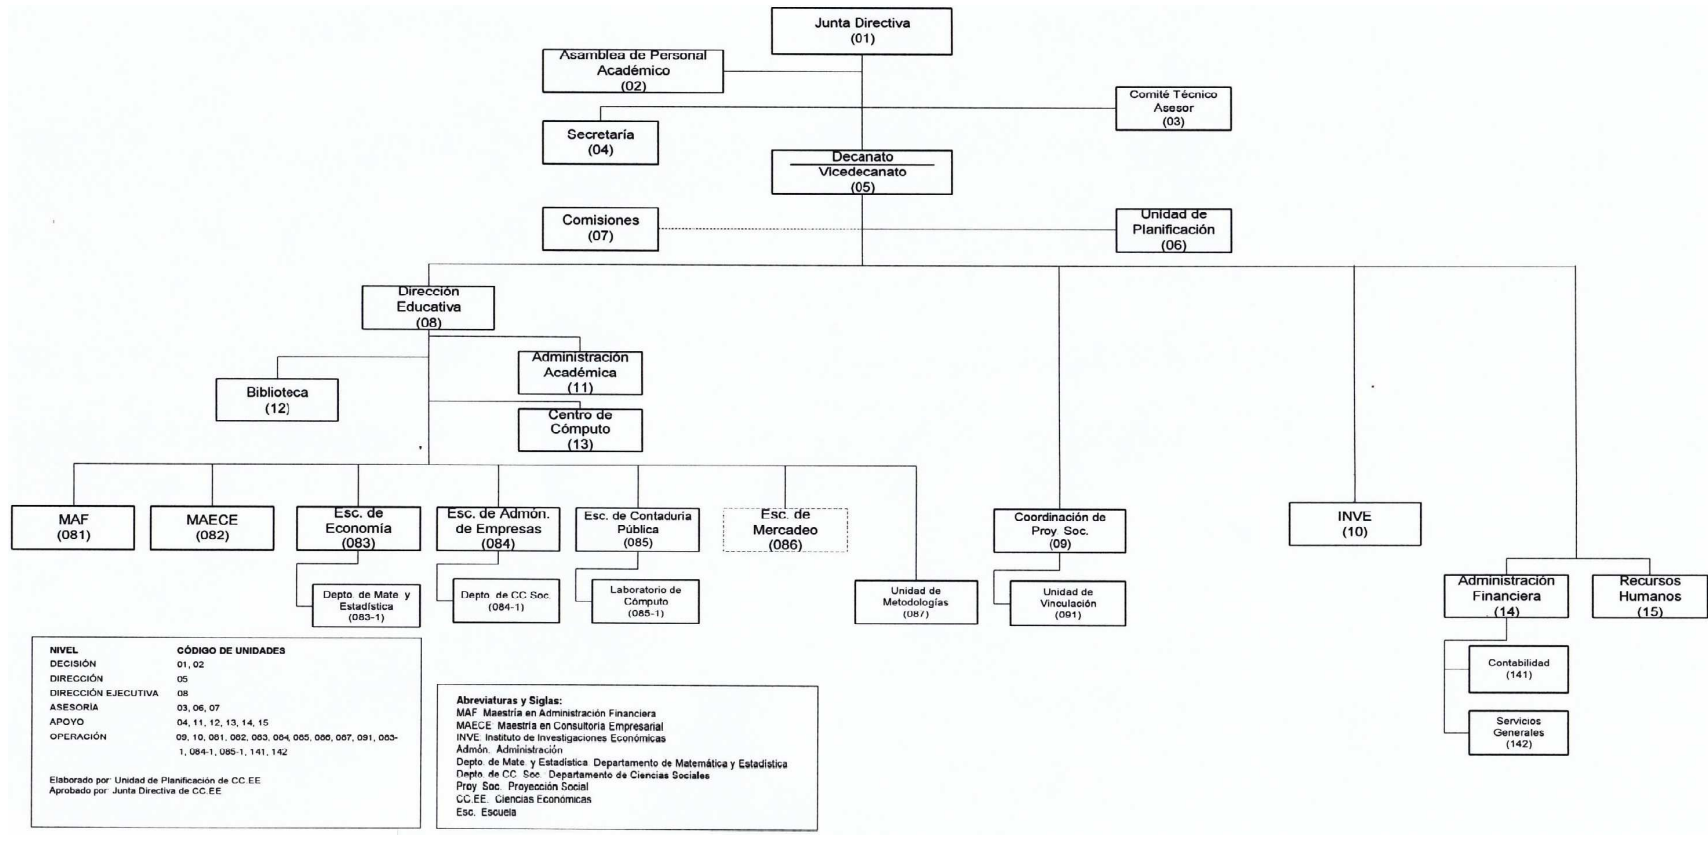 Junta Directiva
(01)
Asamblea de Personal
Académico
(02)
Comité Técnico
Asesor
(03)
Secretaría
(04)
Decanato
Vicedecanato
(05)
Comisiones
(07)
Unidad de
Planificación
(06)
Dirección
Educativa
(08)
Administración
Académica
(11)
Biblioteca
(12)
Centro de
Cómputo
(13)
MAF
(081)
MAECE
(082)
Esc. de
Economía
(083)
Esc. de Admón.
de Empresas
(084)
Esc. de Contaduría
Pública
(085)
Esc. de
Mercadeo
(086)
Coordinación de
Proy. Soc.
(09)
INVE
(10)
Depto. de Mate. y
Estadística
(083-1)
Depto. de CC Soc.
(084-1)
Laboratorio de
Cómputo
(085-1)
Unidad de
Metodologías
(087)
Unidad de
Vinculación
(091)
Administración
Financiera
(14)
Recursos
Humanos
(15)
Contabilidad
(141)
Servicios
Generales
(142)
NIVEL CÓDIGO DE UNIDADES
DECISIÓN 01, 02
DIRECCIÓN 05
DIRECCIÓN EJECUTIVA 08
ASESORÍA 03, 06, 07
APOYO 04, 11, 12, 13, 14, 15
OPERACIÓN 09, 10, 081, 082, 083, 084, 085, 086, 087, 091, 083-
1, 084-1, 085-1, 141, 142
Elaborado por: Unidad de Planificación de CC.EE
Aprobado por: Junta Directiva de CC.EE
Abreviaturas y Siglas:
MAF. Maestría en Administración Financiera
MAECE. Maestría en Consultoría Empresarial
INVE. Instituto de Investigaciones Económicas
Admón. Administración
Depto. de Mate. y Estadística. Departamento de Matemática y Estadística
Depto. de CC. Soc.. Departamento de Ciencias Sociales
Proy. Soc. Proyección Social
CC.EE. Ciencias Económicas
Esc. Escuela